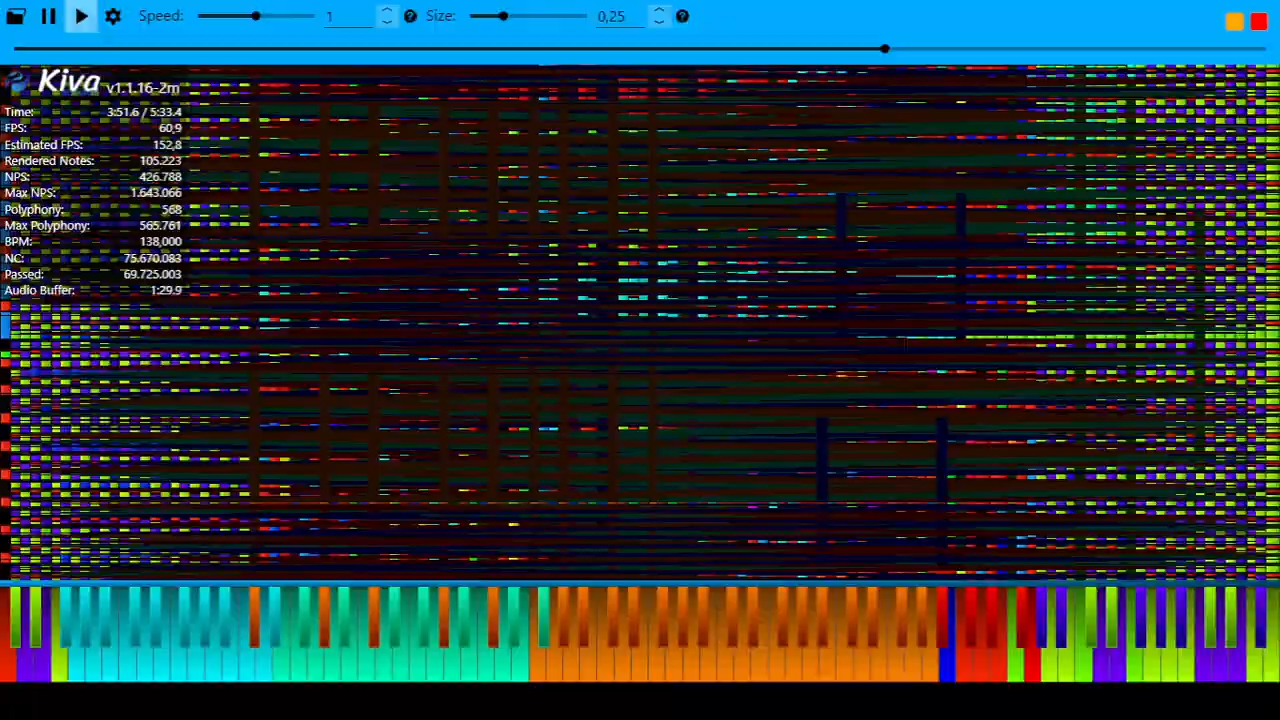 Speed: 1 Size: 0,25
Kiva v1.1.16-2m
Time: 3:51.6 / 5:33.4
FPS: 60,9
Estimated FPS: 152,8
Rendered Notes: 105.223
NPS: 426.788
Max NPS: 1.643.066
Polyphony: 568
Max Polyphony: 565.761
BPM: 138,000
NC: 75.670.083
Passed: 69.725.003
Audio Buffer: 1:29.9